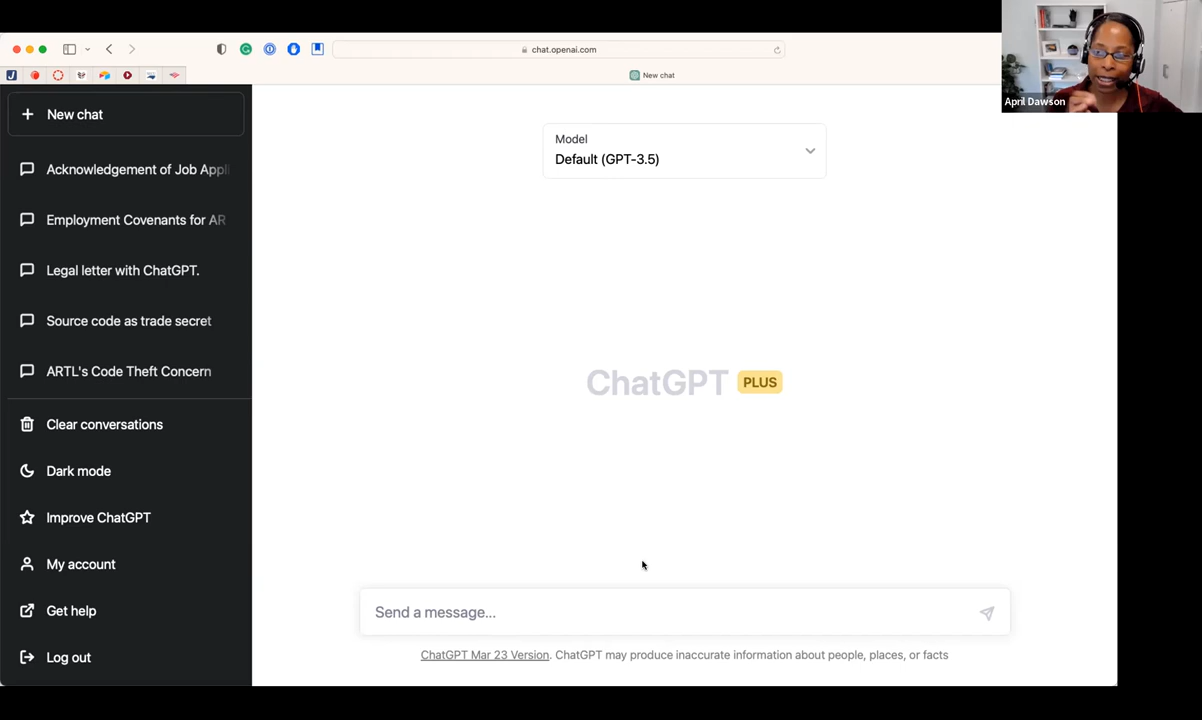 chat.openai.com
New chat
April Dawson
New chat
Acknowledgement of Job Appli
Employment Covenants for AR
Legal letter with ChatGPT.
Source code as trade secret
ARTL's Code Theft Concern
Clear conversations
Dark mode
Improve ChatGPT
My account
Get help
Log out
Model
Default (GPT-3.5)
ChatGPT PLUS
Send a message...
ChatGPT Mar 23 Version. ChatGPT may produce inaccurate information about people, places, or facts